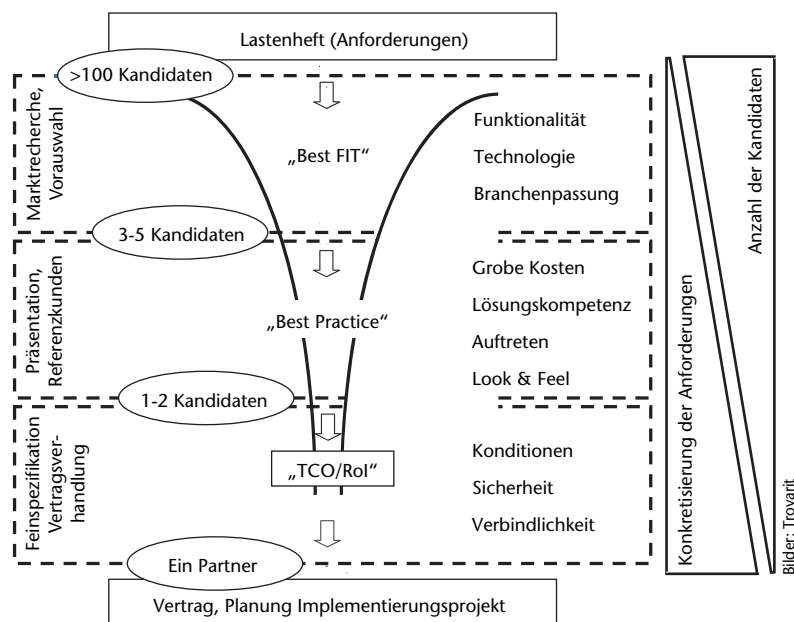 Lastenheft (Anforderungen)
>100 Kandidaten
Marktrecherche,
Vorauswahl
„Best FIT“
Funktionalität
Technologie
Branchenpassung
3-5 Kandidaten
Präsentation,
Referenzkunden
„Best Practice“
Grobe Kosten
Lösungskompetenz
Auftreten
Look & Feel
1-2 Kandidaten
Feinspezifikation
Vertragsver-
handlung
„TCO/RoI“
Konditionen
Sicherheit
Verbindlichkeit
Ein Partner
Vertrag, Planung Implementierungsprojekt
Konkretisierung der Anforderungen
Anzahl der Kandidaten
Bilder: Trovarit